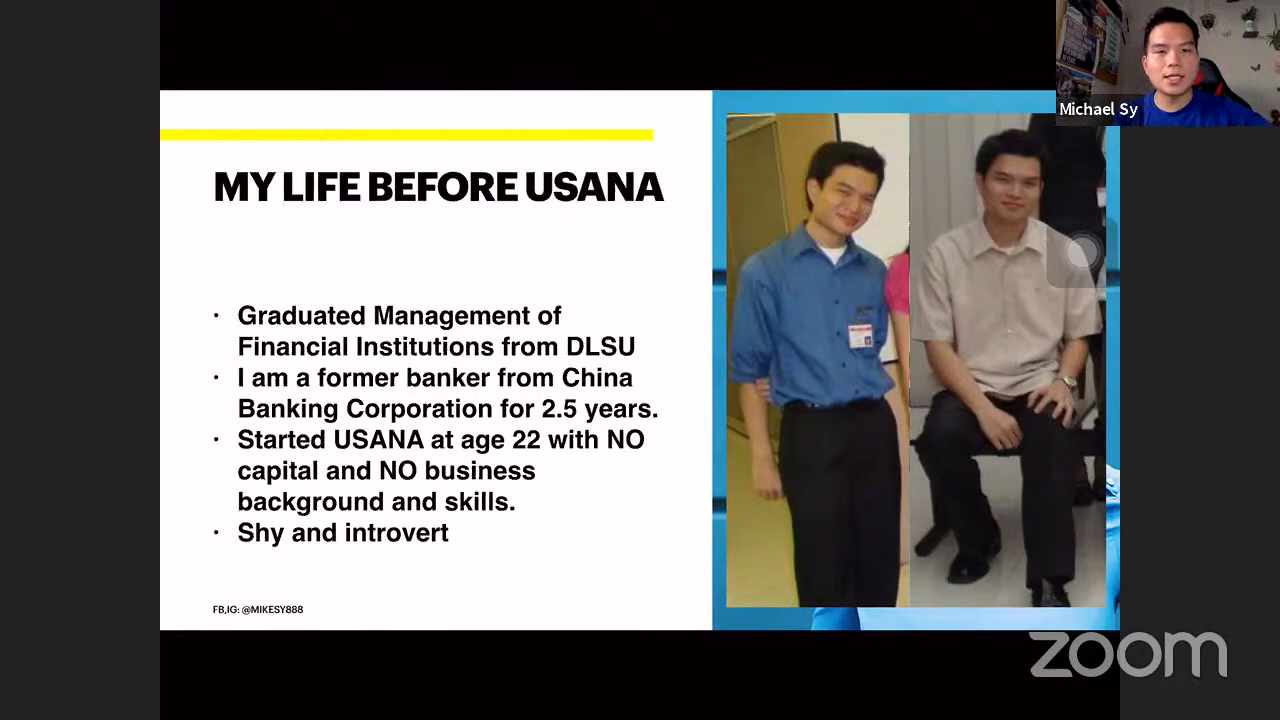 Michael Sy
MY LIFE BEFORE USANA
· Graduated Management of
Financial Institutions from DLSU
· I am a former banker from China
Banking Corporation for 2.5 years.
· Started USANA at age 22 with NO
capital and NO business
background and skills.
· Shy and introvert
FB,IG: @MIKESY888
zoom